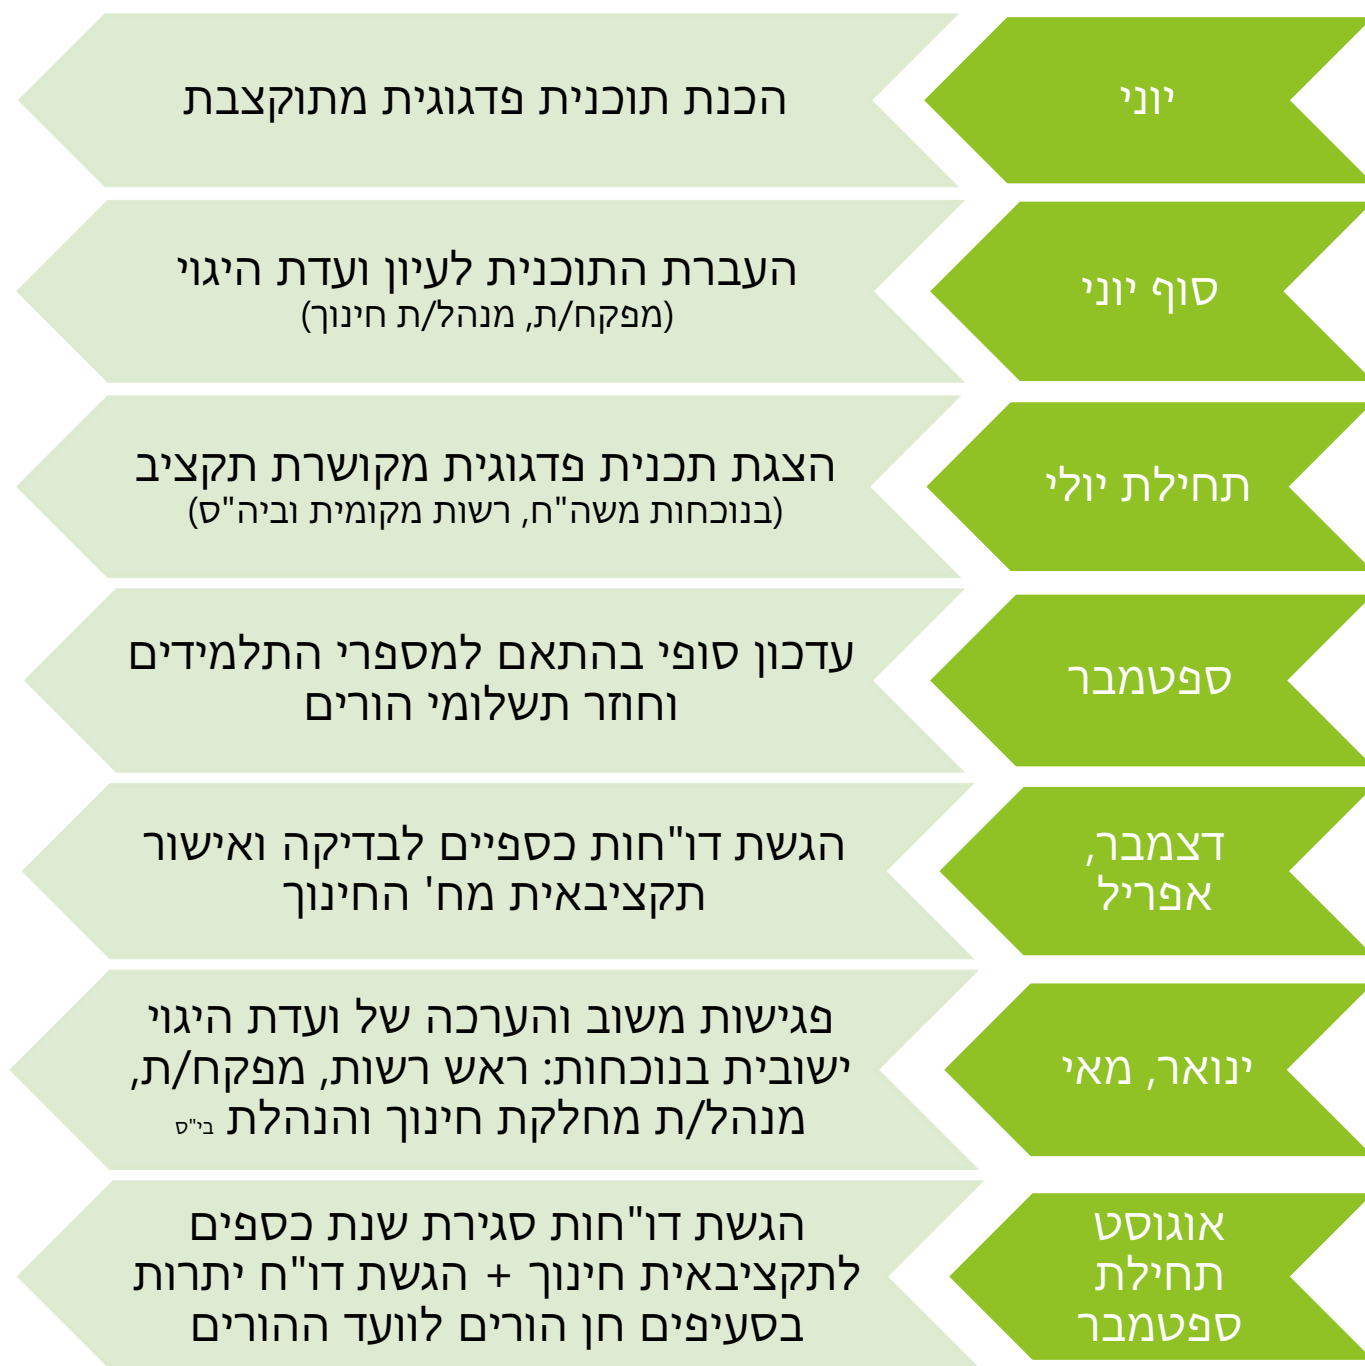 יוני
הכנת תוכנית פדגוגית מתוקצבת
סוף יוני
העברת התוכנית לעיון ועדת היגוי
(מפקח/ת, מנהל/ת חינוך)
תחילת יולי
הצגת תכנית פדגוגית מקושרת תקציב
(בנוכחות משה"ח, רשות מקומית וביה"ס)
ספטמבר
עדכון סופי בהתאם למספרי התלמידים
וחוזר תשלומי הורים
דצמבר,
אפריל
הגשת דו"חות כספיים לבדיקה ואישור
תקציבאית מח' החינוך
ינואר, מאי
פגישות משוב והערכה של ועדת היגוי
ישובית בנוכחות: ראש רשות, מפקח/ת,
מנהל/ת מחלקת חינוך והנהלת בי"ס
אוגוסט
תחילת
ספטמבר
הגשת דו"חות סגירת שנת כספים
לתקציבאית חינוך + הגשת דו"ח יתרות
בסעיפים חן הורים לוועד ההורים